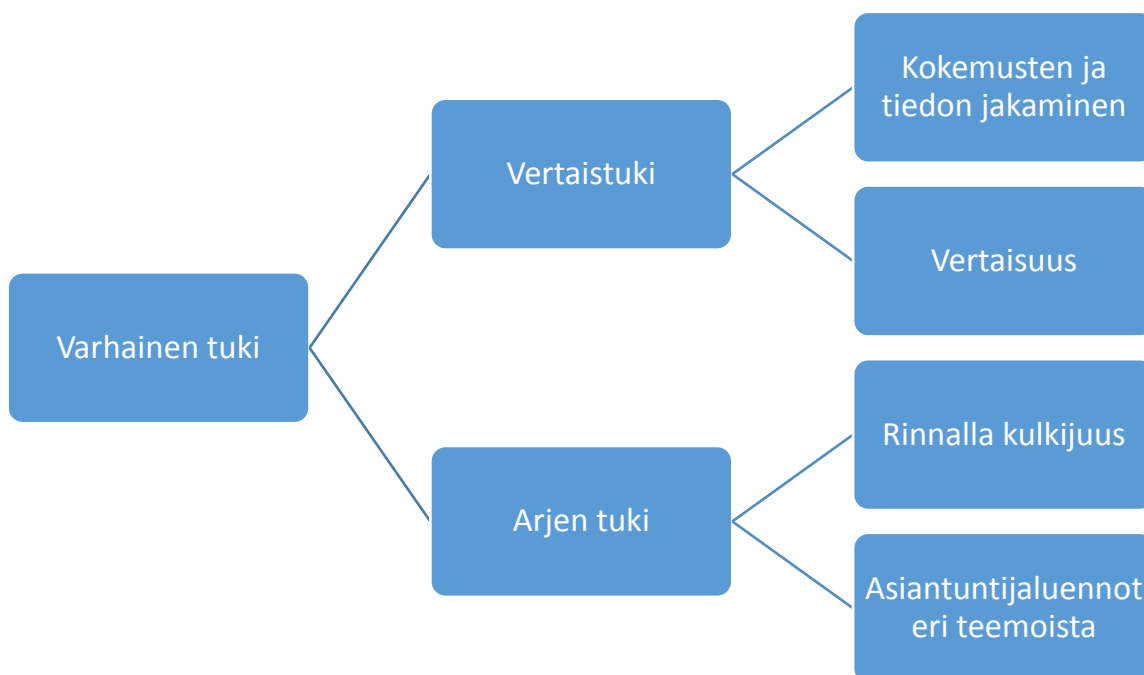 Varhainen tuki
Vertaistuki
Kokemusten ja
tiedon jakaminen
Vertaisuus
Arjen tuki
Rinnalla kulkijuus
Asiantuntijaluennot
eri teemoista